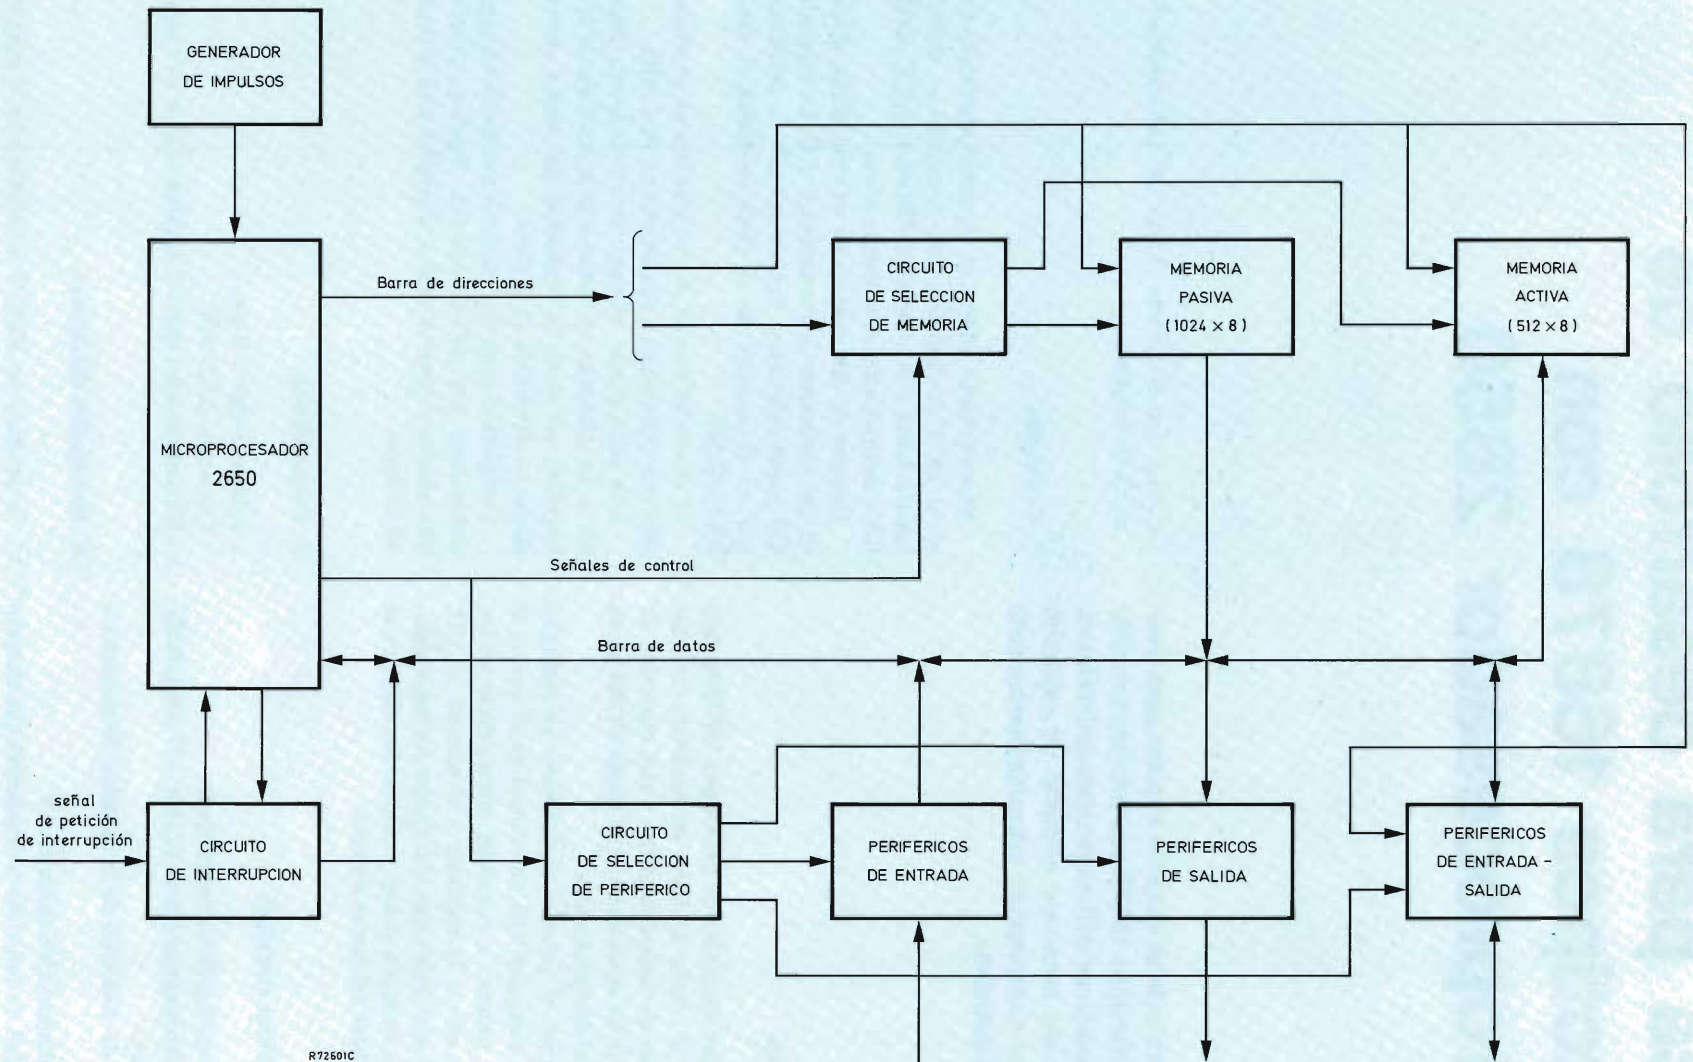 GENERADOR
DE IMPULSOS
Barra de direcciones
CIRCUITO
DE SELECCION
DE MEMORIA
MEMORIA
PASIVA
(1024 × 8)
MEMORIA
ACTIVA
(512 × 8)
MICROPROCESADOR
2650
Señales de control
Barra de datos
señal
de petición
de interrupción
CIRCUITO
DE INTERRUPCION
CIRCUITO
DE SELECCION
DE PERIFERICO
PERIFERICOS
DE ENTRADA
PERIFERICOS
DE SALIDA
PERIFERICOS
DE ENTRADA -
SALIDA
R72601C